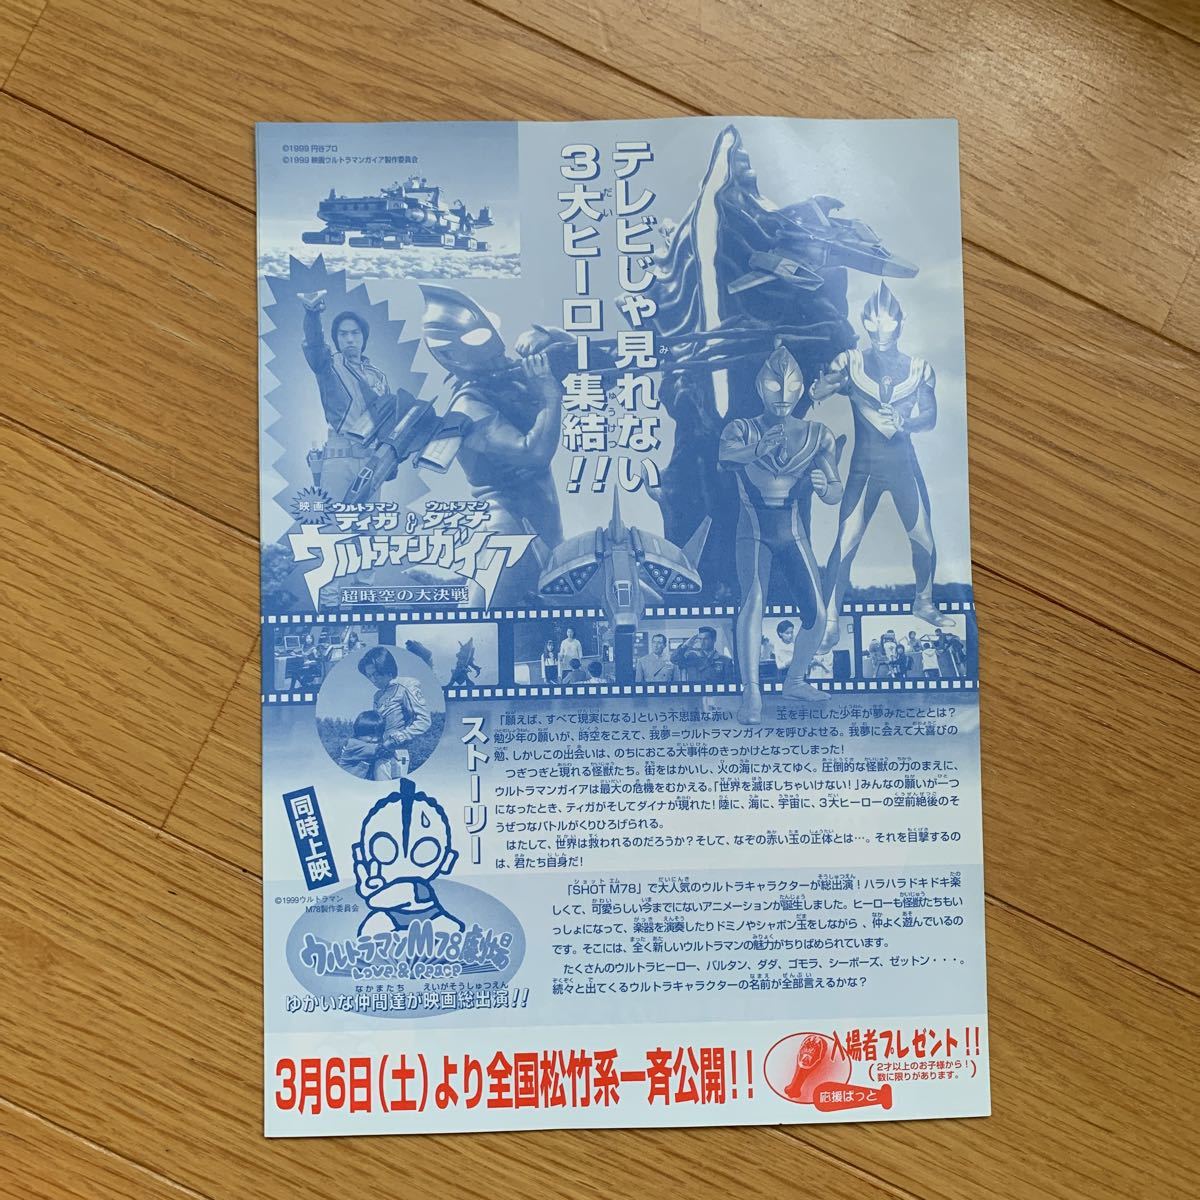 ©1999 円谷プロ
©1999 映画ウルトラマンガイア製作委員会
テレビじゃ見れない
3大ヒーロー集結!!
映画
ウルトラマン
ティガ
&
ウルトラマン
ダイナ
ウルトラマンガイア
超時空の大決戦
ストーリー
「願えば、すべて現実になる」という不思議な赤い玉を手にした少年が夢みたこととは?
勉少年の願いが、時空をこえて、我夢=ウルトラマンガイアを呼びよせる。我夢に会えて大喜びの
勉、しかしこの出会いは、のちにおこる大事件のきっかけとなってしまった!
つぎつぎと現れる怪獣たち。街をはかいし、火の海にかえてゆく。圧倒的な怪獣の力のまえに、
ウルトラマンガイアは最大の危機をむかえる。「世界を滅ぼしちゃいけない!」みんなの願いが一つ
になったとき、ティガがそしてダイナが現れた!陸に、海に、宇宙に、3大ヒーローの空前絶後のそ
うぜつなバトルがくりひろげられる。
はたして、世界は救われるのだろうか?そして、なぞの赤い玉の正体とは…。それを目撃するの
は、君たち自身だ!
同時上映
©1999ウルトラマン
M78製作委員会
ウルトラマンM78劇場
Love & Peace
ゆかいな仲間達が映画総出演!!
「SHOT M78」で大人気のウルトラキャラクターが総出演!ハラハラドキドキ楽
しくて、可愛らしい今までにないアニメーションが誕生しました。ヒーローも怪獣たちもい
っしょになって、楽器を演奏したりドミノやシャボン玉をしながら、仲よく遊んでいるの
です。そこには、全く新しいウルトラマンの魅力がちりばめられています。
たくさんのウルトラヒーロー、バルタン、ダダ、ゴモラ、シーボーズ、ゼットン・・・。
続々と出てくるウルトラキャラクターの名前が全部言えるかな?
3月6日(土)より全国松竹系一斉公開!!
入場者プレゼント!!
(2才以上のお子様から!
数に限りがあります。)
応援ばっと